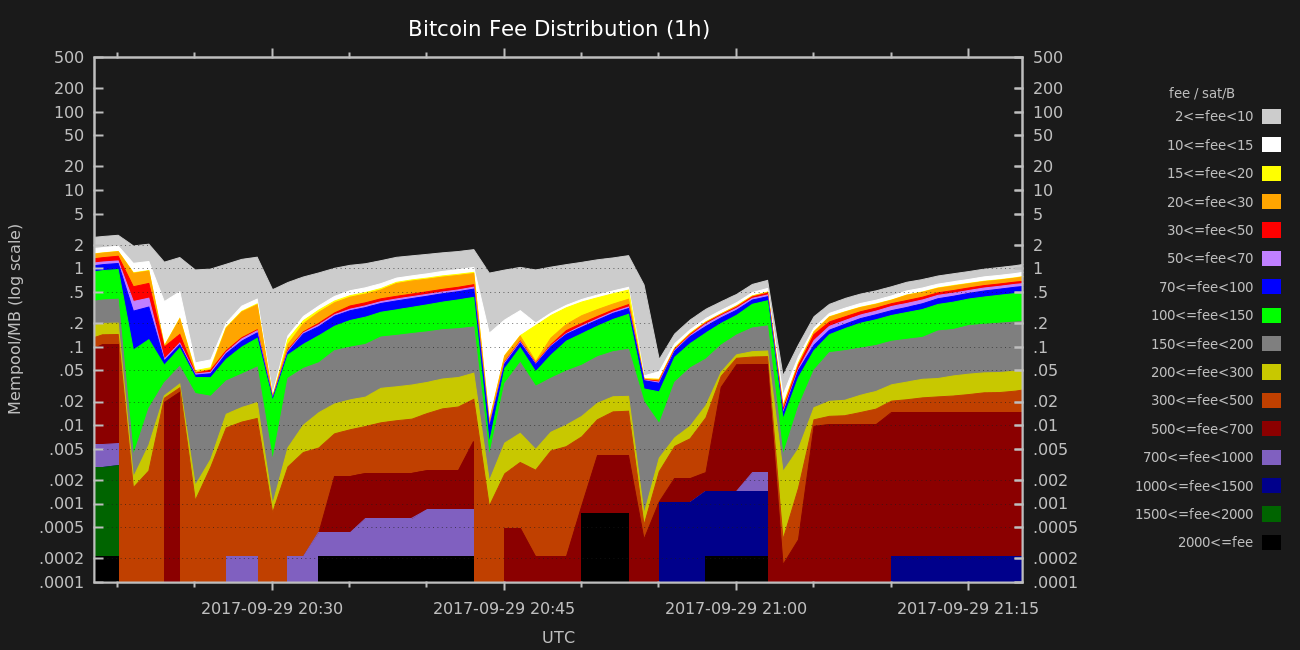 Bitcoin Fee Distribution (1h)
500
200
100
50
20
10
5
2
1
.5
.2
.1
.05
.02
.01
.005
.002
.001
.0005
.0002
.0001
Mempool/MB (log scale)
500
200
100
50
20
10
5
2
1
.5
.2
.1
.05
.02
.01
.005
.002
.001
.0005
.0002
.0001
fee / sat/B
2<=fee<10
10<=fee<15
15<=fee<20
20<=fee<30
30<=fee<50
50<=fee<70
70<=fee<100
100<=fee<150
150<=fee<200
200<=fee<300
300<=fee<500
500<=fee<700
700<=fee<1000
1000<=fee<1500
1500<=fee<2000
2000<=fee
2017-09-29 20:30 2017-09-29 20:45 2017-09-29 21:00 2017-09-29 21:15
UTC